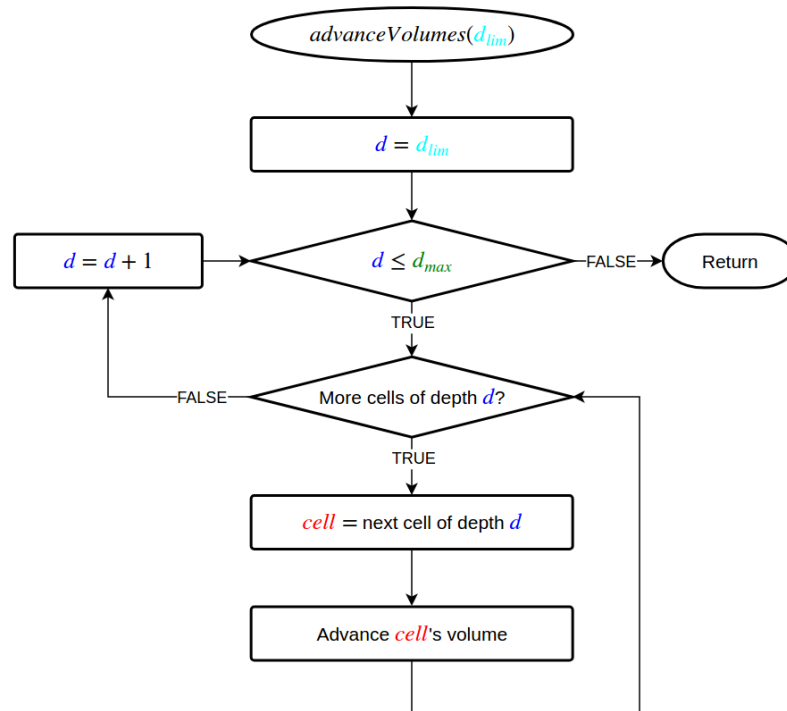 advanceVolumes(d_lim)
d = d_lim
d = d + 1
d ≤ d_max
FALSE
Return
TRUE
More cells of depth d?
FALSE
TRUE
cell = next cell of depth d
Advance cell's volume